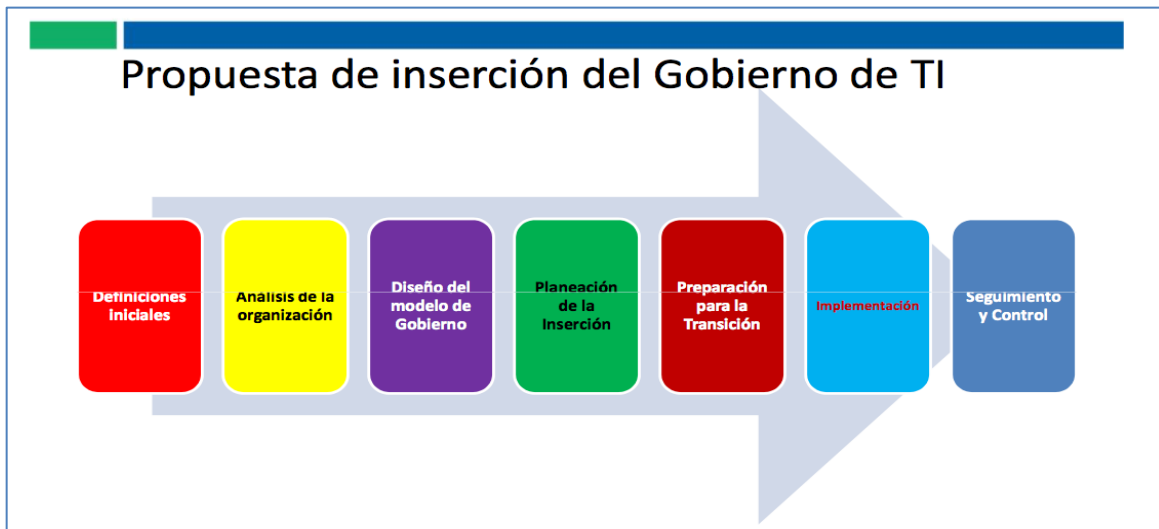 Propuesta de inserción del Gobierno de TI
Definiciones
iniciales
Análisis de la
organización
Diseño del
modelo de
Gobierno
Planeación
de la
Inserción
Preparación
para la
Transición
Implementación
Seguimiento
y Control